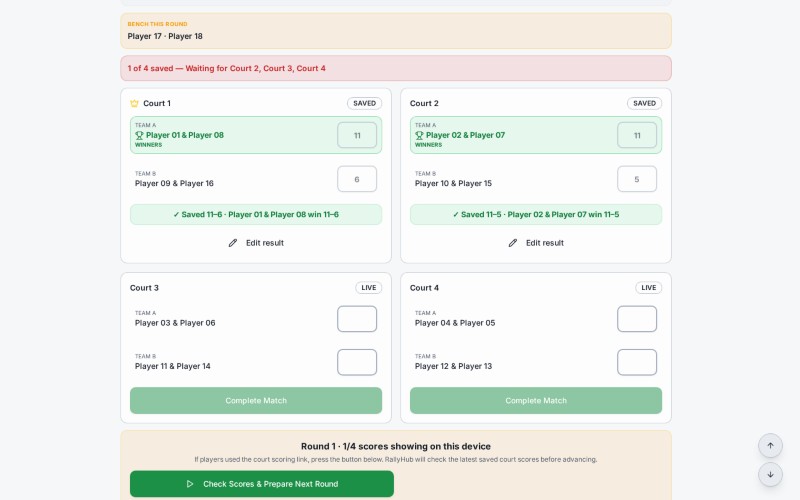 BENCH THIS ROUND
Player 17 · Player 18
1 of 4 saved — Waiting for Court 2, Court 3, Court 4
Court 1
SAVED
TEAM A
Player 01 & Player 08
WINNERS
11
TEAM B
Player 09 & Player 16
6
✓ Saved 11–6 · Player 01 & Player 08 win 11–6
Edit result
Court 2
SAVED
TEAM A
Player 02 & Player 07
WINNERS
11
TEAM B
Player 10 & Player 15
5
✓ Saved 11–5 · Player 02 & Player 07 win 11–5
Edit result
Court 3
LIVE
TEAM A
Player 03 & Player 06
TEAM B
Player 11 & Player 14
Complete Match
Court 4
LIVE
TEAM A
Player 04 & Player 05
TEAM B
Player 12 & Player 13
Complete Match
Round 1 · 1/4 scores showing on this device
If players used the court scoring link, press the button below. RallyHub will check the latest saved court scores before advancing.
Check Scores & Prepare Next Round